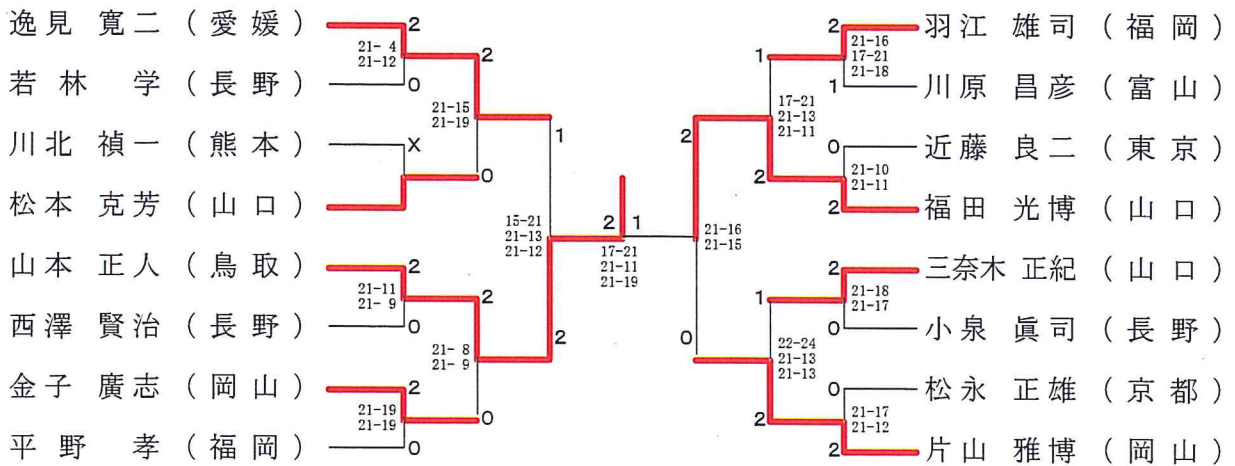 逸見 寛二 (愛媛) 2
21- 4
21-12
2
若林 学 (長野) 0
21-15
21-19
1
川北 禎一 (熊本) X
0
松本 克芳 (山口)
15-21
21-13
21-12
山本 正人 (鳥取) 2
21-11
21- 9
2
西澤 賢治 (長野) 0
21- 8
21- 9
2
金子 廣志 (岡山) 2
21-19
21-19
0
平野 孝 (福岡) 0
2 1
17-21
21-11
21-19
2 羽江 雄司 (福岡)
21-16
17-21
21-18
1
1 川原 昌彦 (富山)
17-21
21-13
21-11
2
0 近藤 良二 (東京)
21-10
21-11
2
2 福田 光博 (山口)
21-16
21-15
2 三奈木 正紀 (山口)
21-18
21-17
1
0 小泉 眞司 (長野)
22-24
21-13
21-13
0
0 松永 正雄 (京都)
21-17
21-12
2
2 片山 雅博 (岡山)